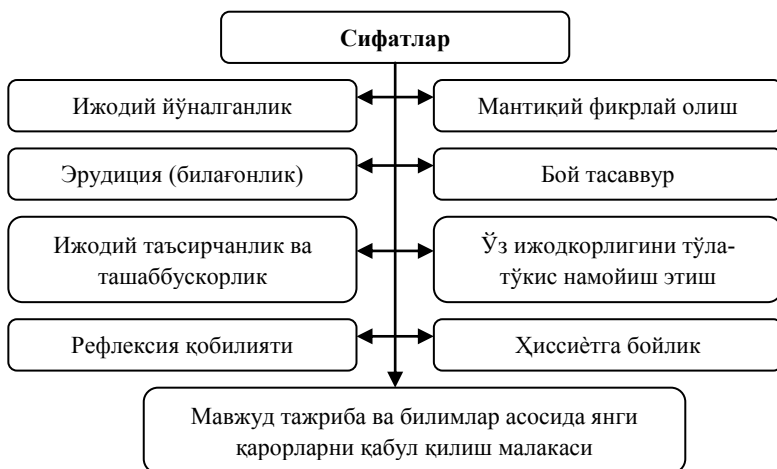 Сифатлар
Ижодий йўналганлик
Мантиқий фикрлай олиш
Эрудиция (билағонлик)
Бой тасаввур
Ижодий таъсирчанлик ва
ташаббускорлик
Ўз ижодкорлигини тўла-
тўкис намойиш этиш
Рефлексия қобилияти
Ҳиссиѐтга бойлик
Мавжуд тажриба ва билимлар асосида янги
қарорларни қабул қилиш малакаси